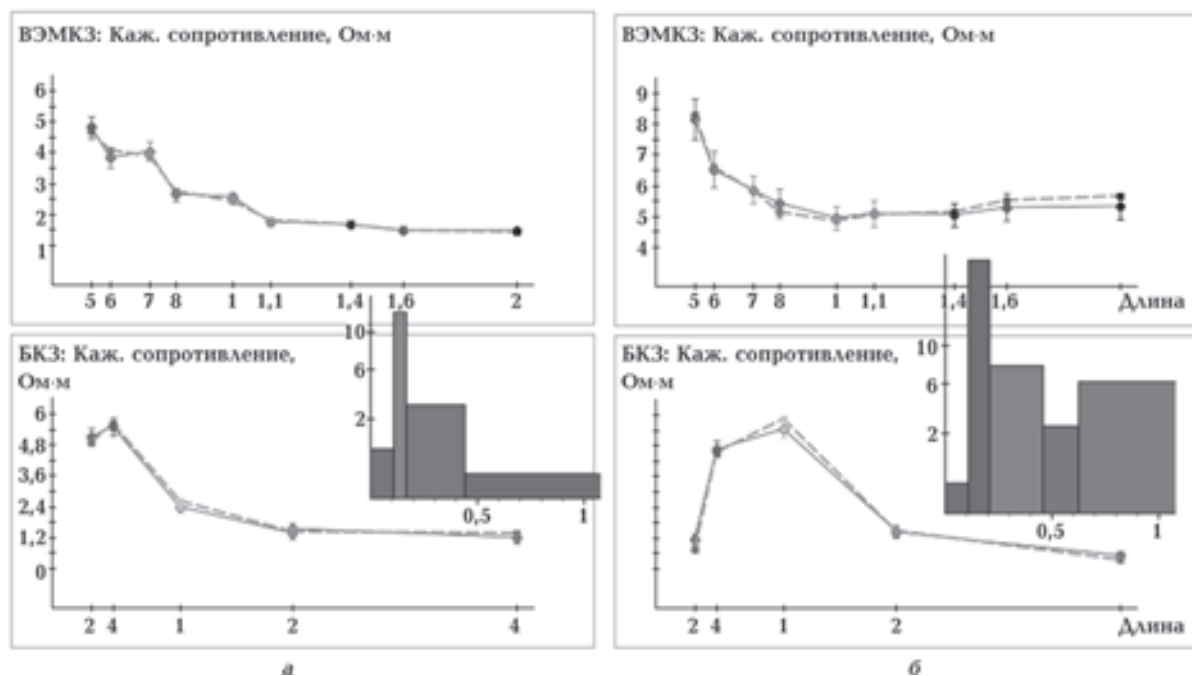 ВЭМКЗ: Каж. сопротивление, Ом·м
6
5
4
3
2
1
5 6 7 8 1 1,1 1,4 1,6 2
БКЗ: Каж. сопротивление,
Ом·м
6
4,8
3,6
2,4
1,2
0
2 4 1 2 4
10
6
2
0,5 1
а
ВЭМКЗ: Каж. сопротивление, Ом·м
9
8
7
6
5
4
5 6 7 8 1 1,1 1,4 1,6 Длина
БКЗ: Каж. сопротивление,
Ом·м
2 4 1 2 Длина
10
6
2
0,5 1
б